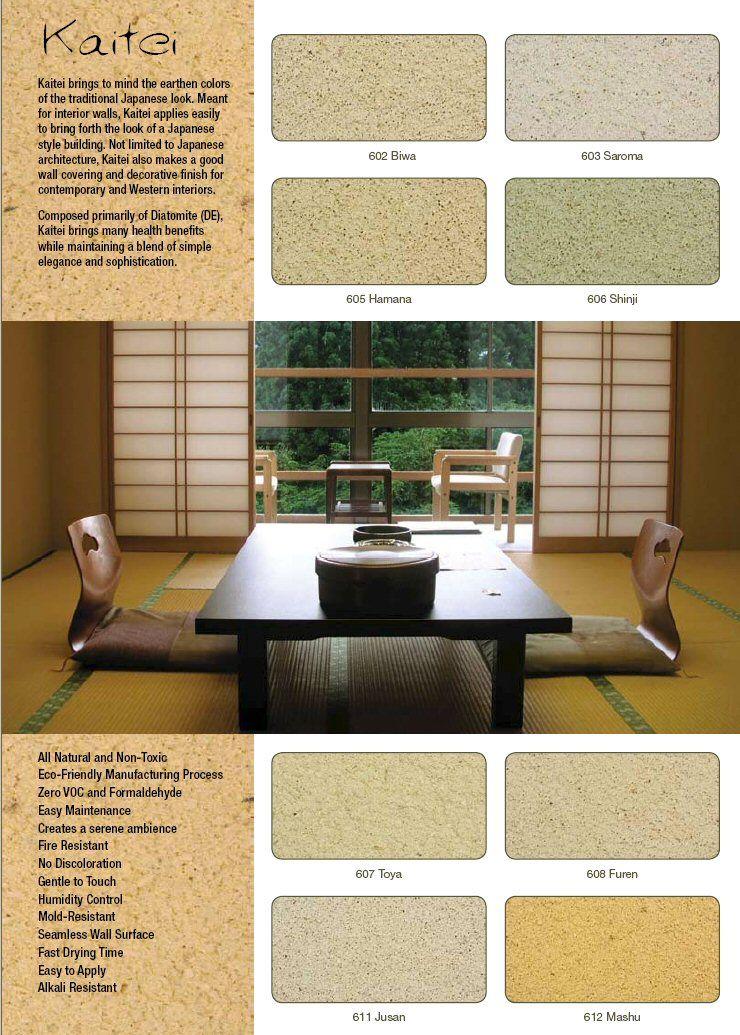 Kaitei
Kaitei brings to mind the earthen colors
of the traditional Japanese look. Meant
for interior walls, Kaitei applies easily
to bring forth the look of a Japanese
style building. Not limited to Japanese
architecture, Kaitei also makes a good
wall covering and decorative finish for
contemporary and Western interiors.
Composed primarily of Diatomite (DE),
Kaitei brings many health benefits
while maintaining a blend of simple
elegance and sophistication.
602 Biwa
603 Saroma
605 Hamana
606 Shinji
All Natural and Non-Toxic
Eco-Friendly Manufacturing Process
Zero VOC and Formaldehyde
Easy Maintenance
Creates a serene ambience
Fire Resistant
No Discoloration
Gentle to Touch
Humidity Control
Mold-Resistant
Seamless Wall Surface
Fast Drying Time
Easy to Apply
Alkali Resistant
607 Toya
608 Furen
611 Jusan
612 Mashu